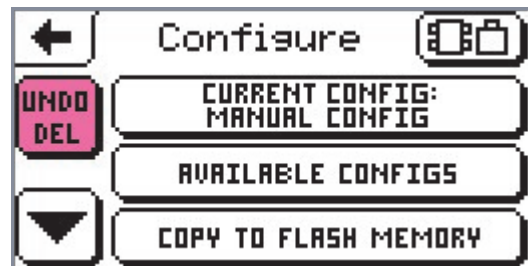 Configure
UNDO
DEL
CURRENT CONFIG:
MANUAL CONFIG
AVAILABLE CONFIGS
COPY TO FLASH MEMORY